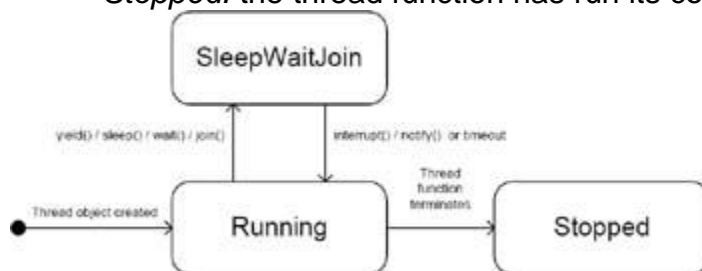 Stopped: the thread function has run its co
SleepWaitJoin
yield() / sleep() / wait() / join()
interrupt() / notify() or timeout
Thread
function
terminates
Thread object created
Running
Stopped